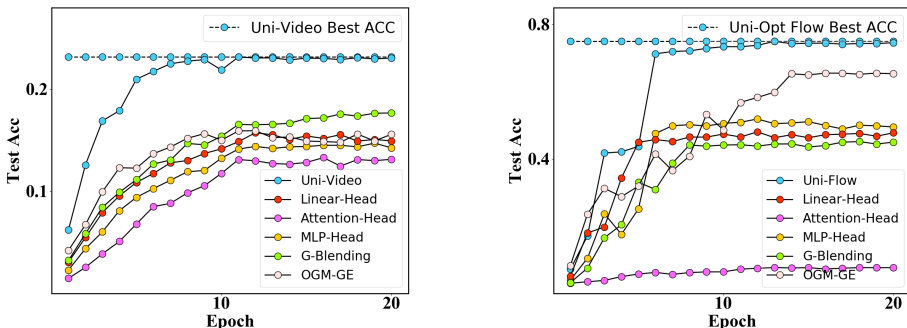 Uni-Video Best ACC
0.2
0.1
Test Acc
Uni-Video
Linear-Head
Attention-Head
MLP-Head
G-Blending
OGM-GE
10
20
Epoch
Uni-Opt Flow Best ACC
0.8
0.4
Test Acc
Uni-Flow
Linear-Head
Attention-Head
MLP-Head
G-Blending
OGM-GE
10
20
Epoch